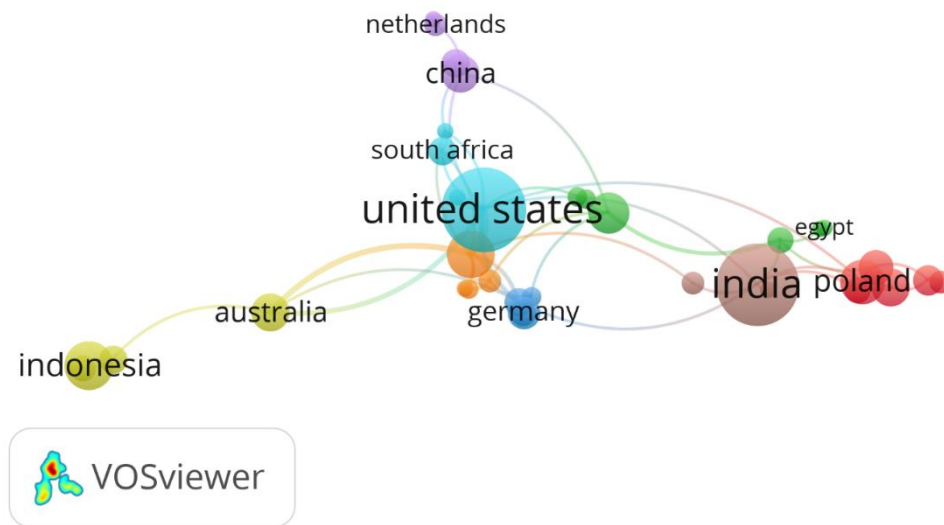 netherlands
china
south africa
united states
egypt
india
poland
australia
germany
indonesia
VOSviewer